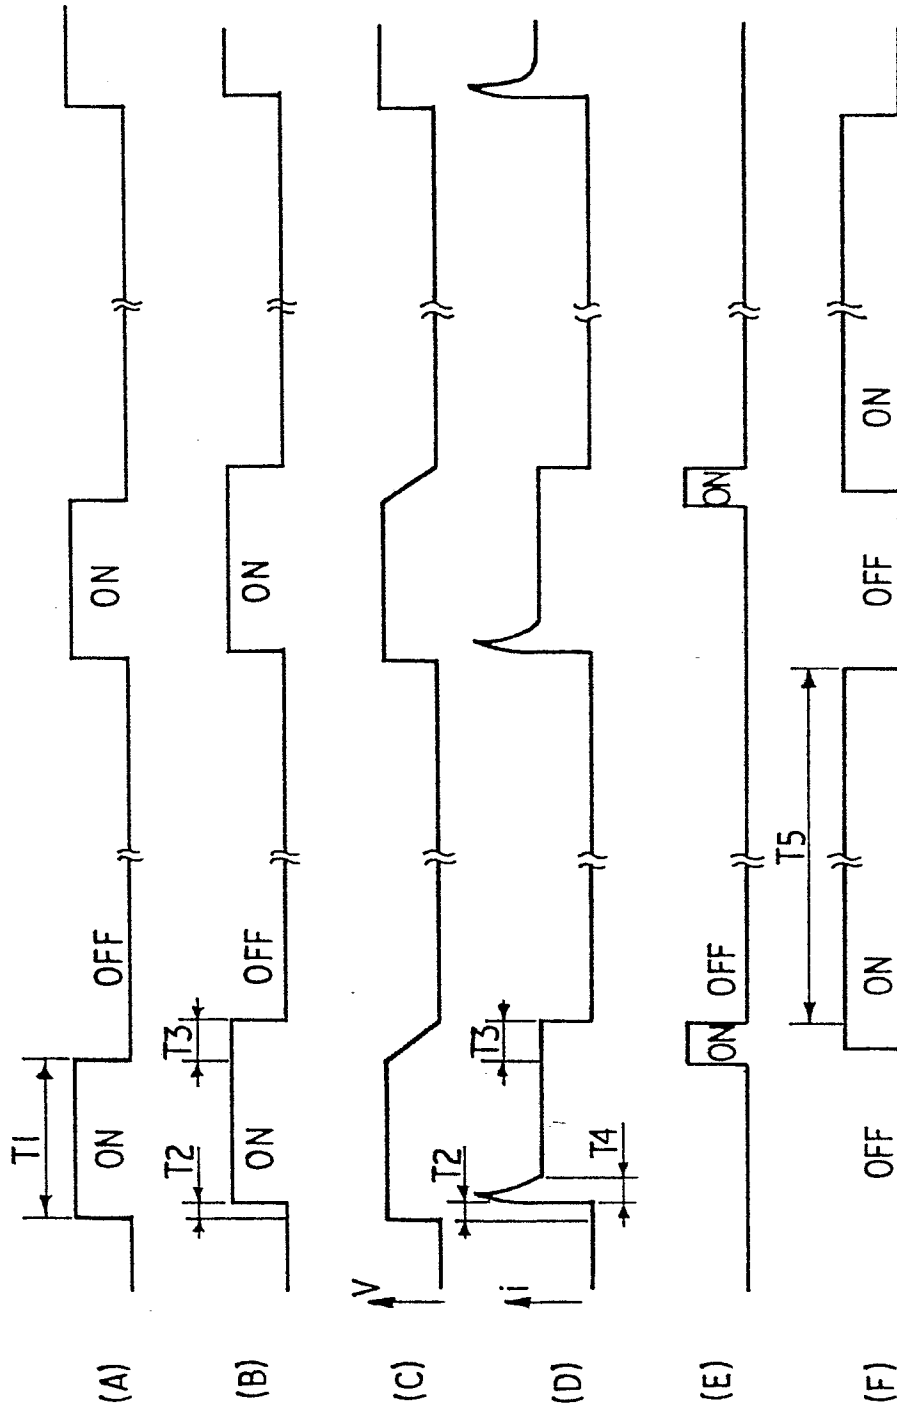 (A) T1 ON OFF ON
(B) T2 ON T3 OFF ON
(C) V T2
(D) i T4 T3
(E) ON OFF ON
(F) OFF ON T5 OFF ON